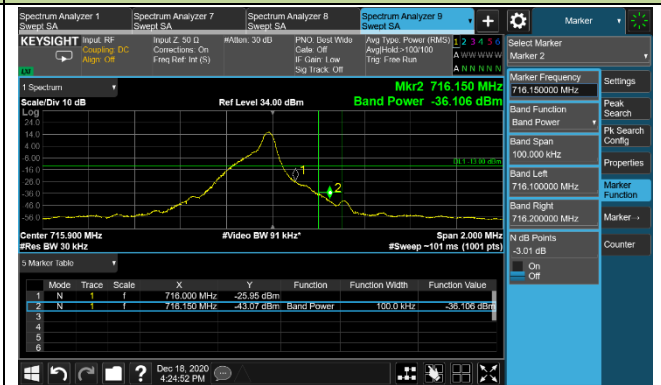 Spectrum Analyzer 1
Swept SA
Spectrum Analyzer 7
Swept SA
Spectrum Analyzer 8
Swept SA
Spectrum Analyzer 9
Swept SA
Marker
KEYSIGHT
Input: RF
Coupling: DC
Align: Off
Input Z: 50 Ω
Corrections: On
Freq Ref: Int (S)
#Atten: 30 dB
PNO: Best Wide
Gate: Off
IF Gain: Low
Sig Track: Off
Avg Type: Power (RMS)
Avg|Hold:>100/100
Trig: Free Run
1 2 3 4 5 6
A W W W W W
A N N N N N
1 Spectrum
Scale/Div 10 dB
Ref Level 34.00 dBm
Mkr2 716.150 MHz
Band Power -36.106 dBm
Log
24.0
14.0
4.00
-6.00
-16.0
-26.0
-36.0
-46.0
-56.0
DL1 -13.00 dBm
1
2
Center 715.900 MHz
#Res BW 30 kHz
#Video BW 91 kHz*
Span 2.000 MHz
#Sweep ~101 ms (1001 pts)
5 Marker Table
Mode Trace Scale X Y Function Function Width Function Value
1 N 1 f 716.000 MHz -25.95 dBm
2 N 1 f 716.150 MHz -43.07 dBm Band Power 100.0 kHz -36.106 dBm
3
4
5
6
Dec 18, 2020
4:24:52 PM
Select Marker
Marker 2
Marker Frequency
716.150000 MHz
Band Function
Band Power
Band Span
100.000 kHz
Band Left
716.100000 MHz
Band Right
716.200000 MHz
N dB Points
-3.01 dB
On
Off
Settings
Peak
Search
Pk Search
Config
Properties
Marker
Function
Marker→
Counter